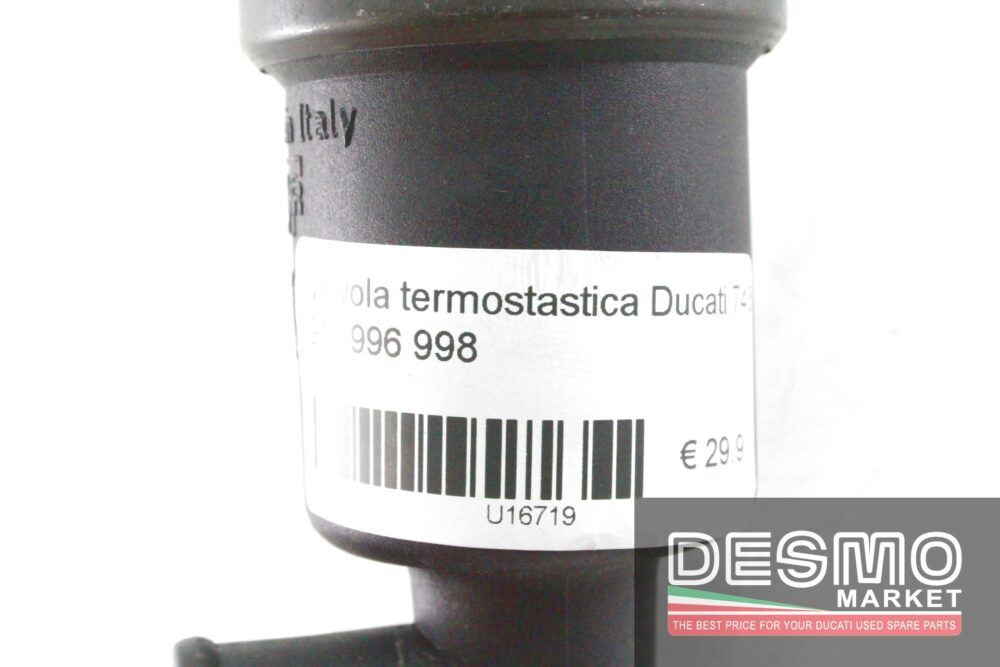 Italy
termostastica Ducati
996 998
€ 29.9
U16719
DESMO
MARKET
THE BEST PRICE FOR YOUR DUCATI USED SPARE PARTS